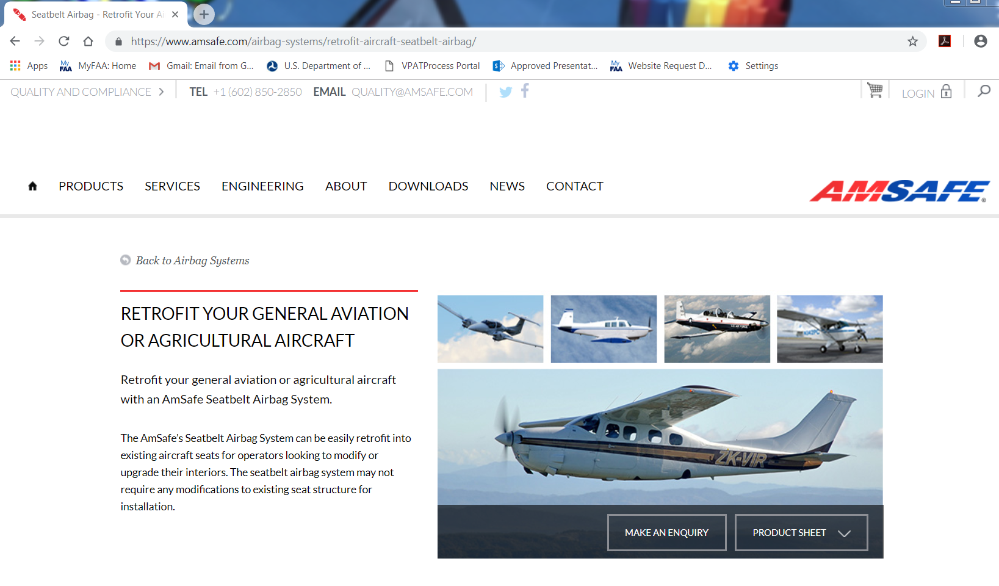 Seatbelt Airbag - Retrofit Your Ai
https://www.amsafe.com/airbag-systems/retrofit-aircraft-seatbelt-airbag/
Apps My FAA MyFAA: Home Gmail: Email from G... U.S. Department of ... VPATProcess Portal S Approved Presentat... My FAA Website Request D... Settings
QUALITY AND COMPLIANCE TEL +1 (602) 850-2850 EMAIL QUALITY@AMSAFE.COM LOGIN
PRODUCTS SERVICES ENGINEERING ABOUT DOWNLOADS NEWS CONTACT AMSAFE®
Back to Airbag Systems
RETROFIT YOUR GENERAL AVIATION
OR AGRICULTURAL AIRCRAFT
Retrofit your general aviation or agricultural aircraft
with an AmSafe Seatbelt Airbag System.
The AmSafe’s Seatbelt Airbag System can be easily retrofit into
existing aircraft seats for operators looking to modify or
upgrade their interiors. The seatbelt airbag system may not
require any modifications to existing seat structure for
installation.
ZK-VIR
MAKE AN ENQUIRY PRODUCT SHEET